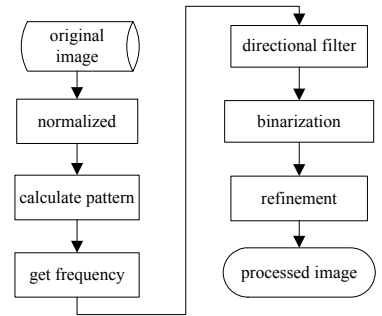 original
image
normalized
calculate pattern
get frequency
directional filter
binarization
refinement
processed image